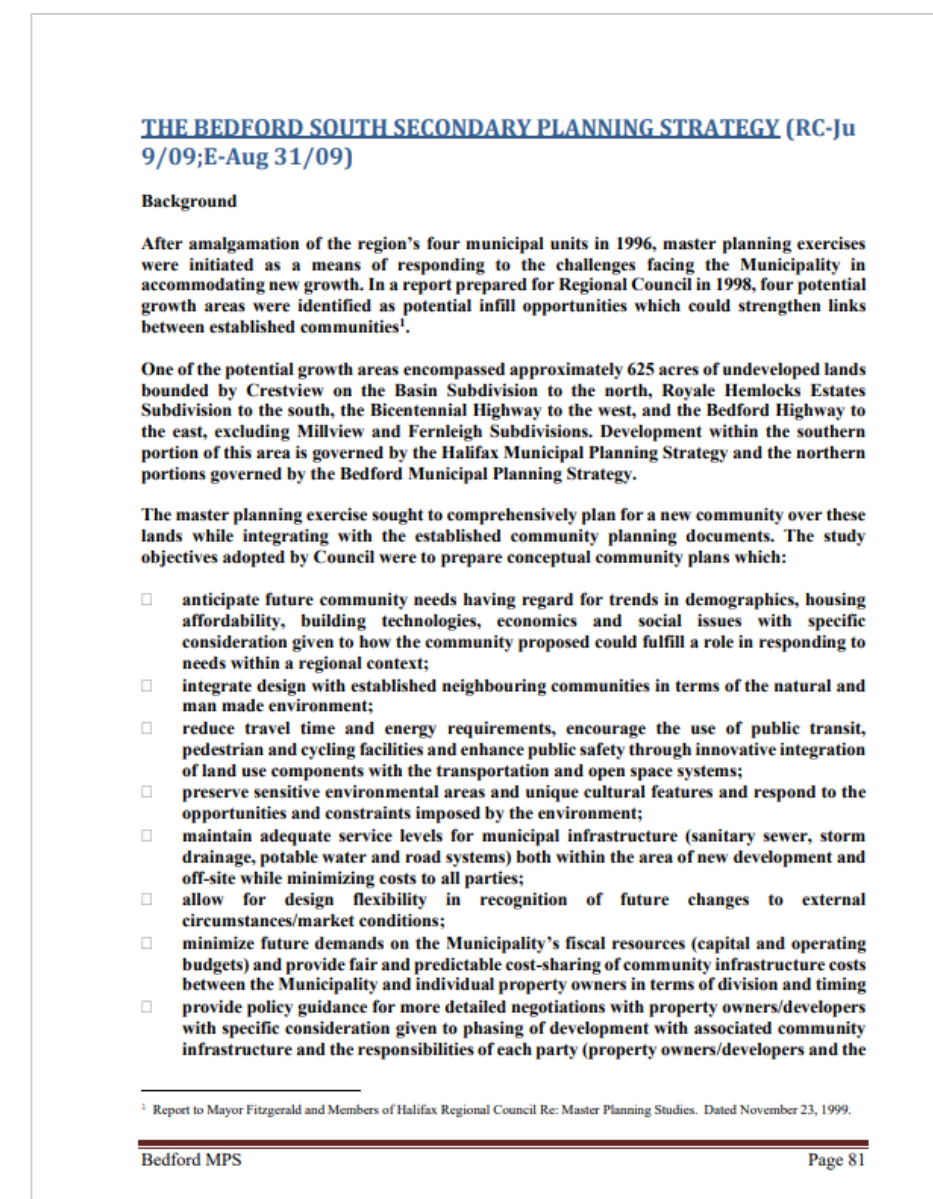 THE BEDFORD SOUTH SECONDARY PLANNING STRATEGY (RC-Ju
9/09;E-Aug 31/09)
Background
After amalgamation of the region's four municipal units in 1996, master planning exercises
were initiated as a means of responding to the challenges facing the Municipality in
accommodating new growth. In a report prepared for Regional Council in 1998, four potential
growth areas were identified as potential infill opportunities which could strengthen links
between established communities¹.
One of the potential growth areas encompassed approximately 625 acres of undeveloped lands
bounded by Crestview on the Basin Subdivision to the north, Royale Hemlocks Estates
Subdivision to the south, the Bicentennial Highway to the west, and the Bedford Highway to
the east, excluding Millview and Fernleigh Subdivisions. Development within the southern
portion of this area is governed by the Halifax Municipal Planning Strategy and the northern
portions governed by the Bedford Municipal Planning Strategy.
The master planning exercise sought to comprehensively plan for a new community over these
lands while integrating with the established community planning documents. The study
objectives adopted by Council were to prepare conceptual community plans which:
□ anticipate future community needs having regard for trends in demographics, housing
affordability, building technologies, economics and social issues with specific
consideration given to how the community proposed could fulfill a role in responding to
needs within a regional context;
□ integrate design with established neighbouring communities in terms of the natural and
man made environment;
□ reduce travel time and energy requirements, encourage the use of public transit,
pedestrian and cycling facilities and enhance public safety through innovative integration
of land use components with the transportation and open space systems;
□ preserve sensitive environmental areas and unique cultural features and respond to the
opportunities and constraints imposed by the environment;
□ maintain adequate service levels for municipal infrastructure (sanitary sewer, storm
drainage, potable water and road systems) both within the area of new development and
off-site while minimizing costs to all parties;
□ allow for design flexibility in recognition of future changes to external
circumstances/market conditions;
□ minimize future demands on the Municipality's fiscal resources (capital and operating
budgets) and provide fair and predictable cost-sharing of community infrastructure costs
between the Municipality and individual property owners in terms of division and timing
□ provide policy guidance for more detailed negotiations with property owners/developers
with specific consideration given to phasing of development with associated community
infrastructure and the responsibilities of each party (property owners/developers and the
¹ Report to Mayor Fitzgerald and Members of Halifax Regional Council Re: Master Planning Studies. Dated November 23, 1999.
Bedford MPS Page 81